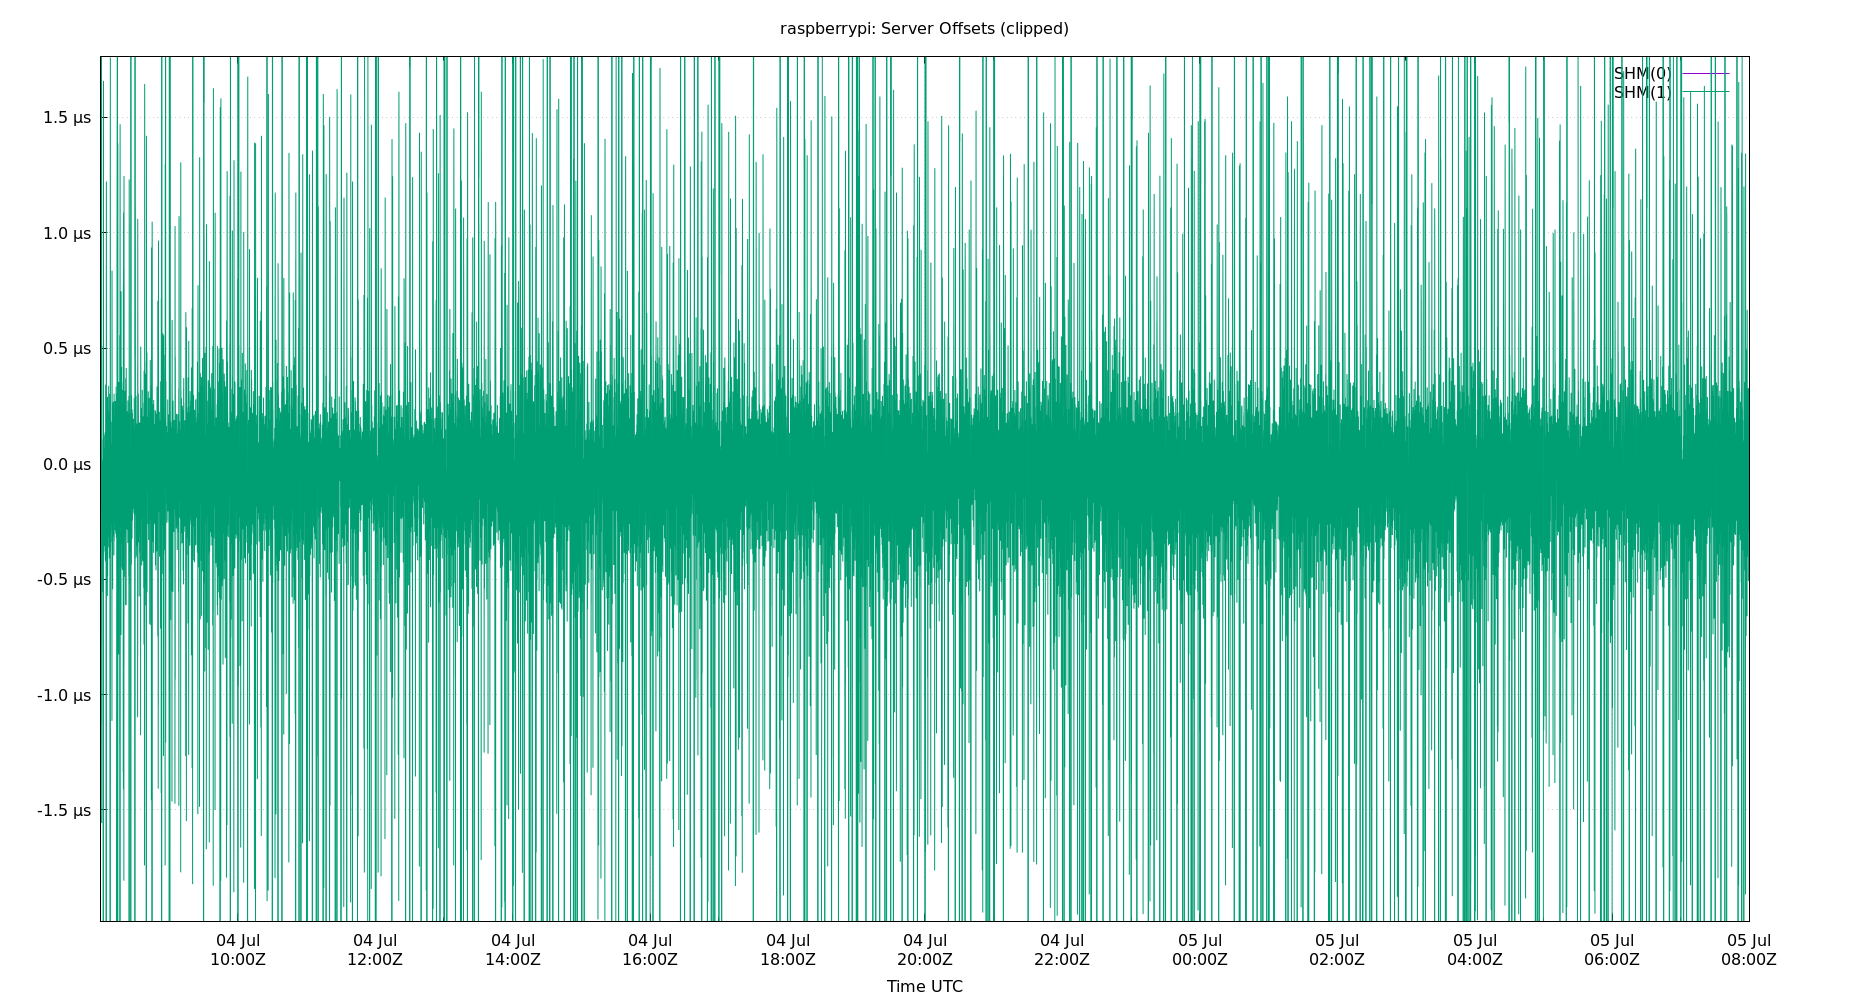 raspberrypi: Server Offsets (clipped)
SHM(0)
SHM(1)
1.5 µs
1.0 µs
0.5 µs
0.0 µs
-0.5 µs
-1.0 µs
-1.5 µs
04 Jul 04 Jul 04 Jul 04 Jul 04 Jul 04 Jul 04 Jul 05 Jul 05 Jul 05 Jul 05 Jul 05 Jul
10:00Z 12:00Z 14:00Z 16:00Z 18:00Z 20:00Z 22:00Z 00:00Z 02:00Z 04:00Z 06:00Z 08:00Z
Time UTC